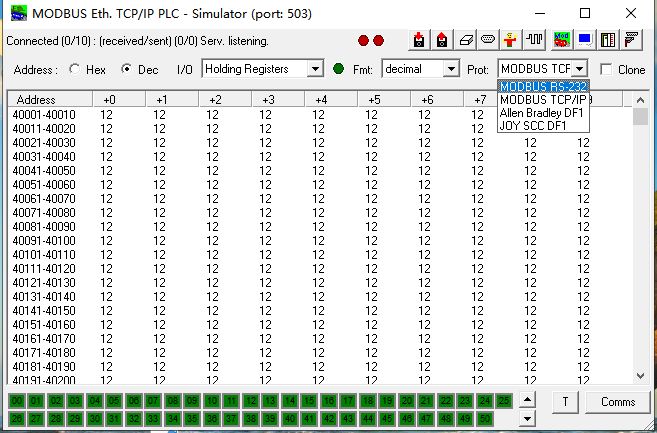 MODBUS Eth. TCP/IP PLC - Simulator (port: 503)
Connected (0/10) : (received/sent) (0/0) Serv. listening.
Address : Hex Dec I/O Holding Registers Fmt: decimal Prot: MODBUS TCF Clone
MODBUS RS-232
MODBUS TCP/IP
Allen Bradley DF1
JOY SCC DF1
Address +0 +1 +2 +3 +4 +5 +6 +7 9
40001-40010 12 12 12 12 12 12 12 12 12 12
40011-40020 12 12 12 12 12 12 12
40021-40030 12 12 12 12 12 12 12 12 12
40031-40040 12 12 12 12 12 12 12 12 12 12
40041-40050 12 12 12 12 12 12 12 12 12
40051-40060 12 12 12 12 12 12 12 12 12
40061-40070 12 12 12 12 12 12 12 12 12
40071-40080 12 12 12 12 12 12 12 12 12
40081-40090 12 12 12 12 12 12 12 12 12
40091-40100 12 12 12 12 12 12 12 12 12
40101-40110 12 12 12 12 12 12 12 12 12
40111-40120 12 12 12 12 12 12 12 12 12
40121-40130 12 12 12 12 12 12 12 12 12
40131-40140 12 12 12 12 12 12 12 12 12
40141-40150 12 12 12 12 12 12 12 12 12
40151-40160 12 12 12 12 12 12 12 12 12
40161-40170 12 12 12 12 12 12 12 12 12
40171-40180 12 12 12 12 12 12 12 12 12
40181-40190 12 12 12 12 12 12 12 12 12
40191-40200 12 12 12 12 12 12 12 12 12
00 01 02 03 04 05 06 07 08 09 10 11 12 13 14 15 16 17 18 19 20 21 22 23 24 25
26 27 28 29 30 31 32 33 34 35 36 37 38 39 40 41 42 43 44 45 46 47 48 49 50
T Comms